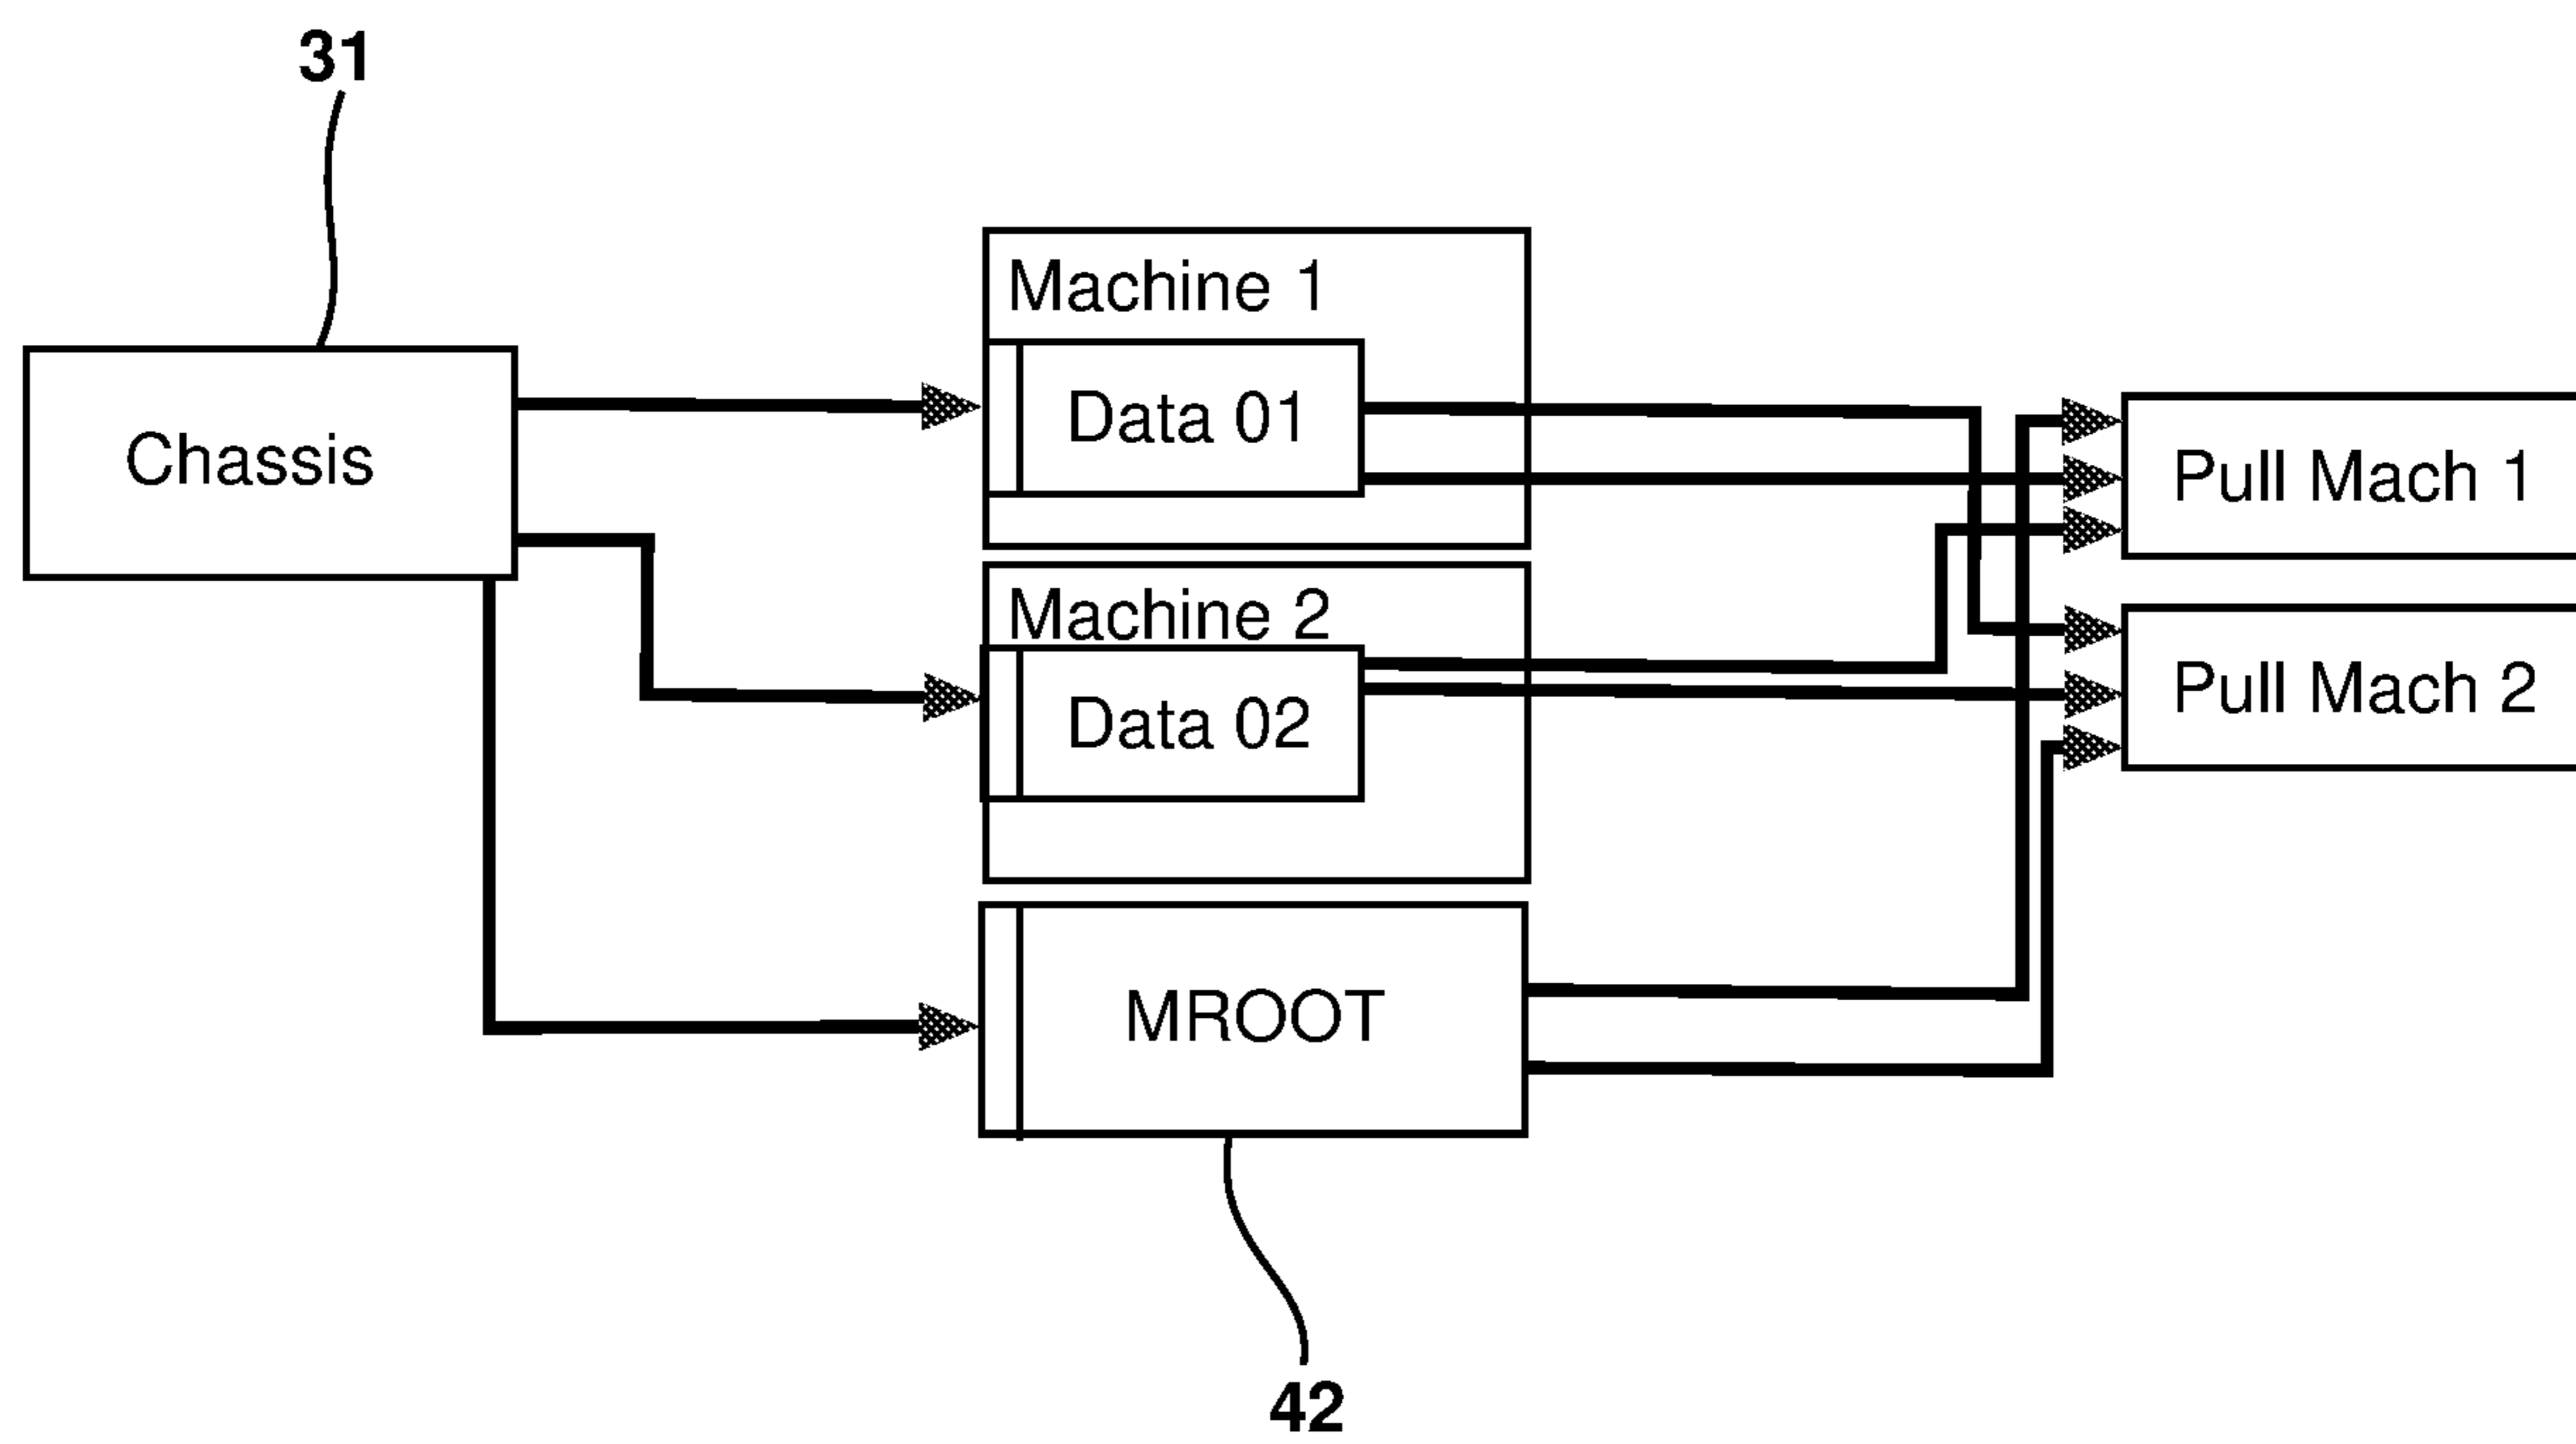 31
Machine 1
Data 01
Chassis
Pull Mach 1
Machine 2
Data 02
Pull Mach 2
MROOT
42